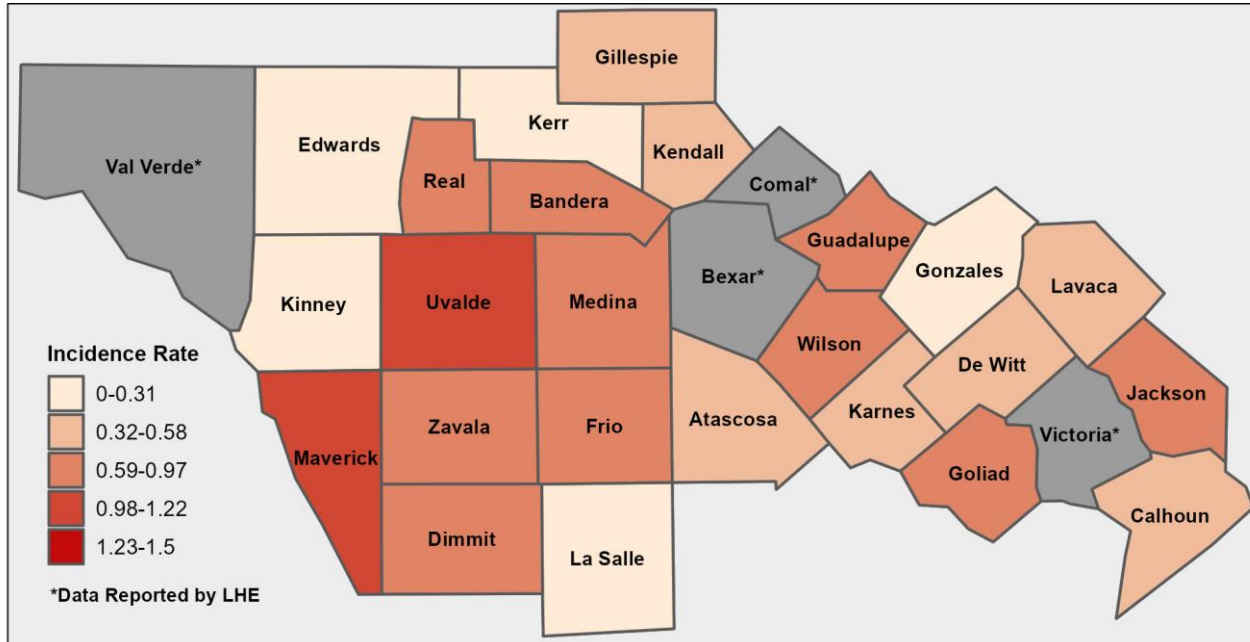 Gillespie
Kerr
Edwards
Kendall
Val Verde*
Real
Comal*
Bandera
Guadalupe
Gonzales
Bexar*
Lavaca
Kinney
Uvalde
Medina
Wilson
De Witt
Jackson
Karnes
Atascosa
Zavala
Frio
Victoria*
Maverick
Goliad
Calhoun
Dimmit
La Salle
Incidence Rate
0-0.31
0.32-0.58
0.59-0.97
0.98-1.22
1.23-1.5
*Data Reported by LHE